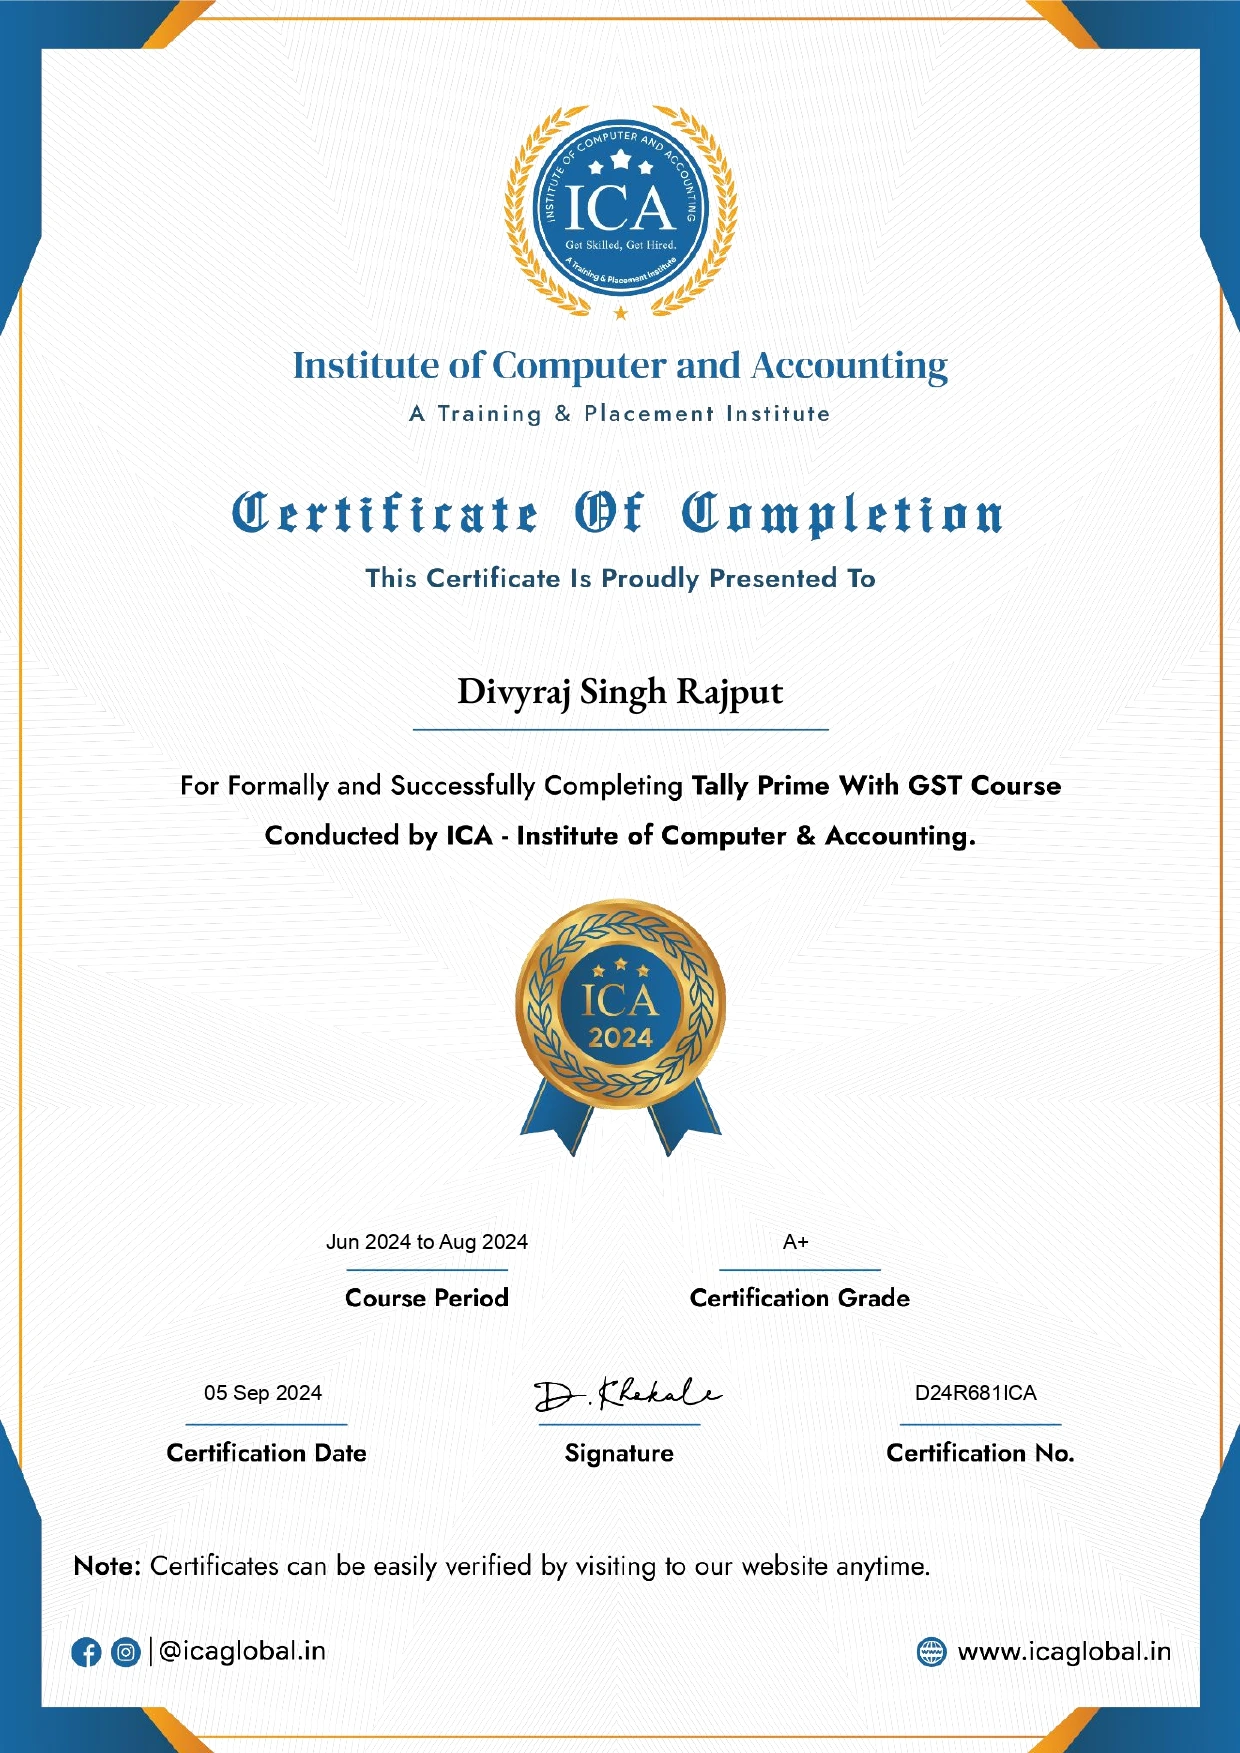 INSTITUTE OF COMPUTER AND ACCOUNTING
ICA
Get Skilled, Get Hired.
A Training & Placement Institute
Institute of Computer and Accounting
A Training & Placement Institute
Certificate Of Completion
This Certificate Is Proudly Presented To
Divyraj Singh Rajput
For Formally and Successfully Completing Tally Prime With GST Course
Conducted by ICA - Institute of Computer & Accounting.
ICA
2024
Jun 2024 to Aug 2024
A+
Course Period
Certification Grade
05 Sep 2024
D. Khekale
D24R681ICA
Certification Date
Signature
Certification No.
Note: Certificates can be easily verified by visiting to our website anytime.
@icaglobal.in
www.icaglobal.in